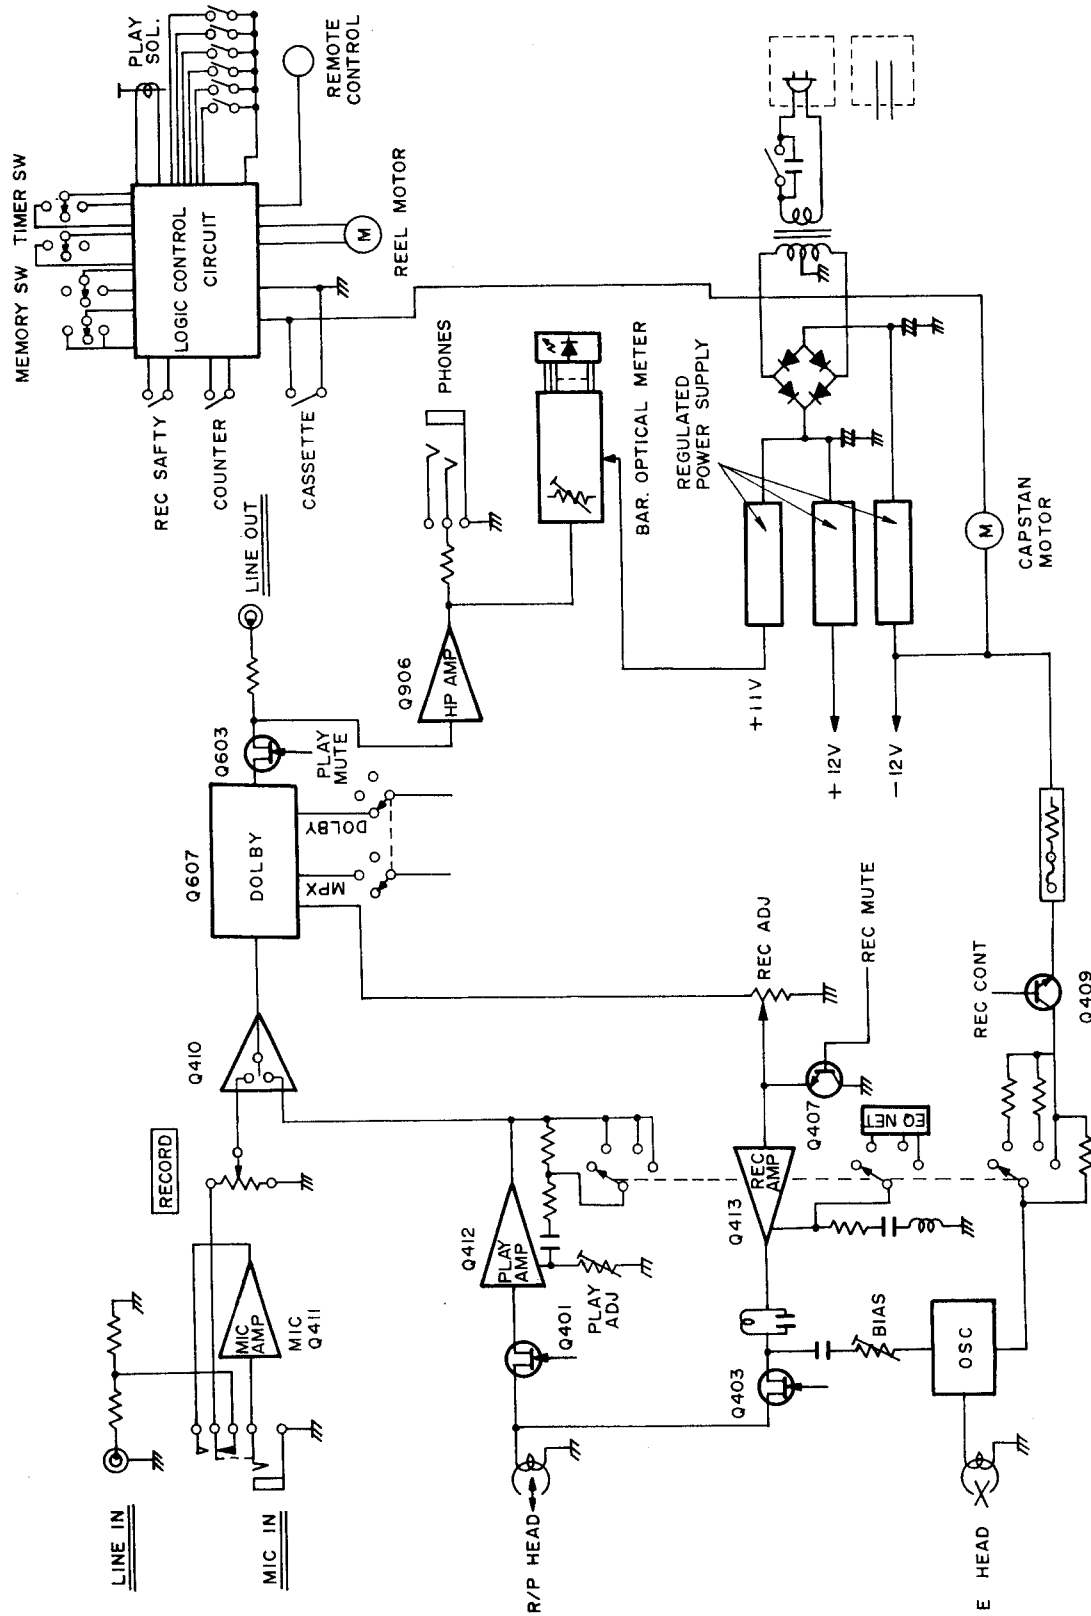 LINE IN
MIC IN
MIC AMP
MIC
Q411
RECORD
Q410
Q607
DOLBY
MPX
DOLBY
Q603
PLAY
MUTE
LINE OUT
Q906
HP AMP
PHONES
BAR. OPTICAL METER
MEMORY SW
TIMER SW
PLAY
SOL.
LOGIC CONTROL
CIRCUIT
REC SAFTY
COUNTER
CASSETTE
M
REEL MOTOR
REMOTE
CONTROL
R/P HEAD
Q401
Q412
PLAY
AMP
PLAY
ADJ
Q403
Q413
REC
AMP
REC ADJ
Q407
REC MUTE
EQ NET
BIAS
OSC
E HEAD
REC CONT
Q409
+11V
+12V
-12V
REGULATED
POWER SUPPLY
M
CAPSTAN
MOTOR